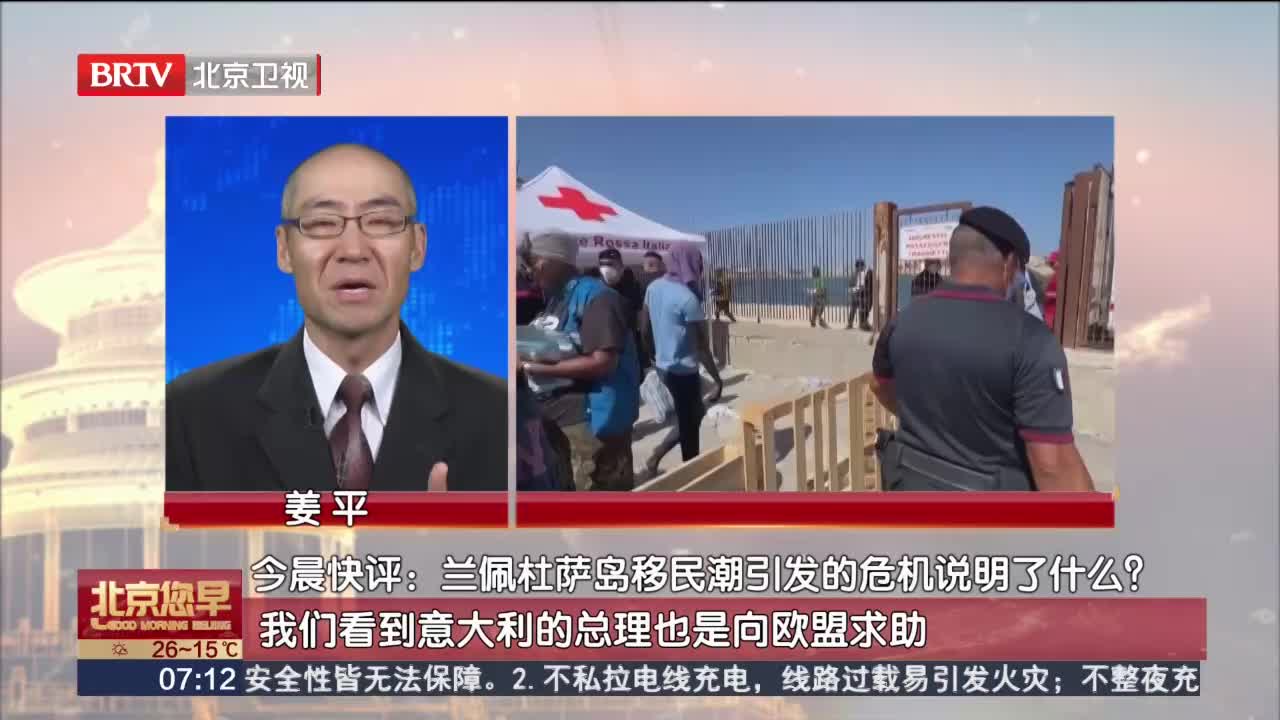 BRTV 北京卫视
e Rossa Italia
姜平
今晨快评：兰佩杜萨岛移民潮引发的危机说明了什么？
北京您早
GOOD MORNING BEIJING
我们看到意大利的总理也是向欧盟求助
26~15℃
07:12 安全性皆无法保障。2.不私拉电线充电，线路过载易引发火灾；不整夜充